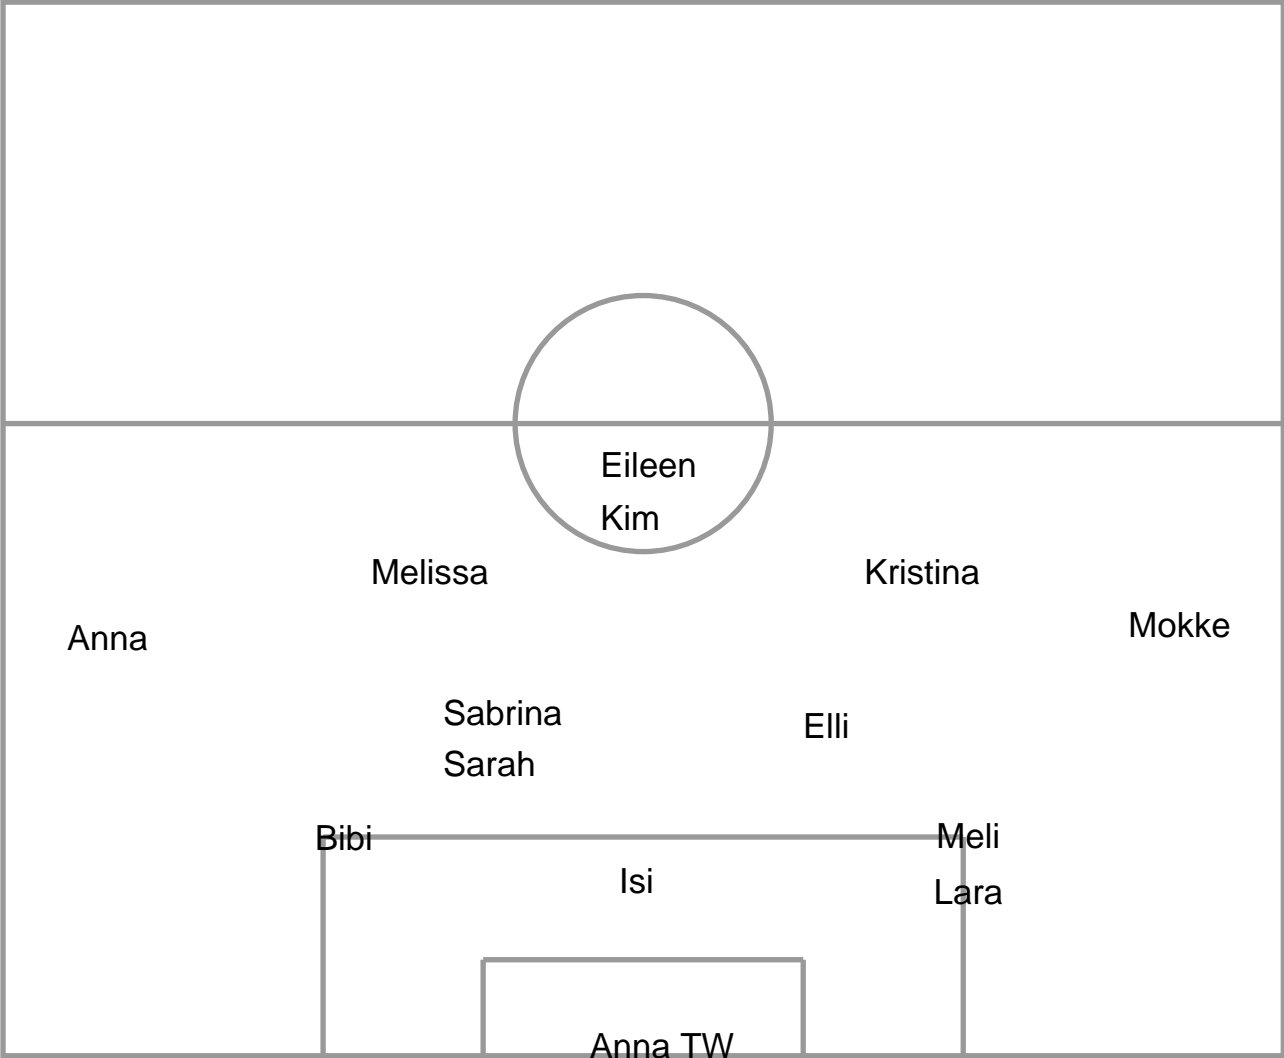 Eileen
Kim
Melissa
Kristina
Anna
Mokke
Sabrina
Elli
Sarah
Bibi
Meli
Isi
Lara
Anna TW